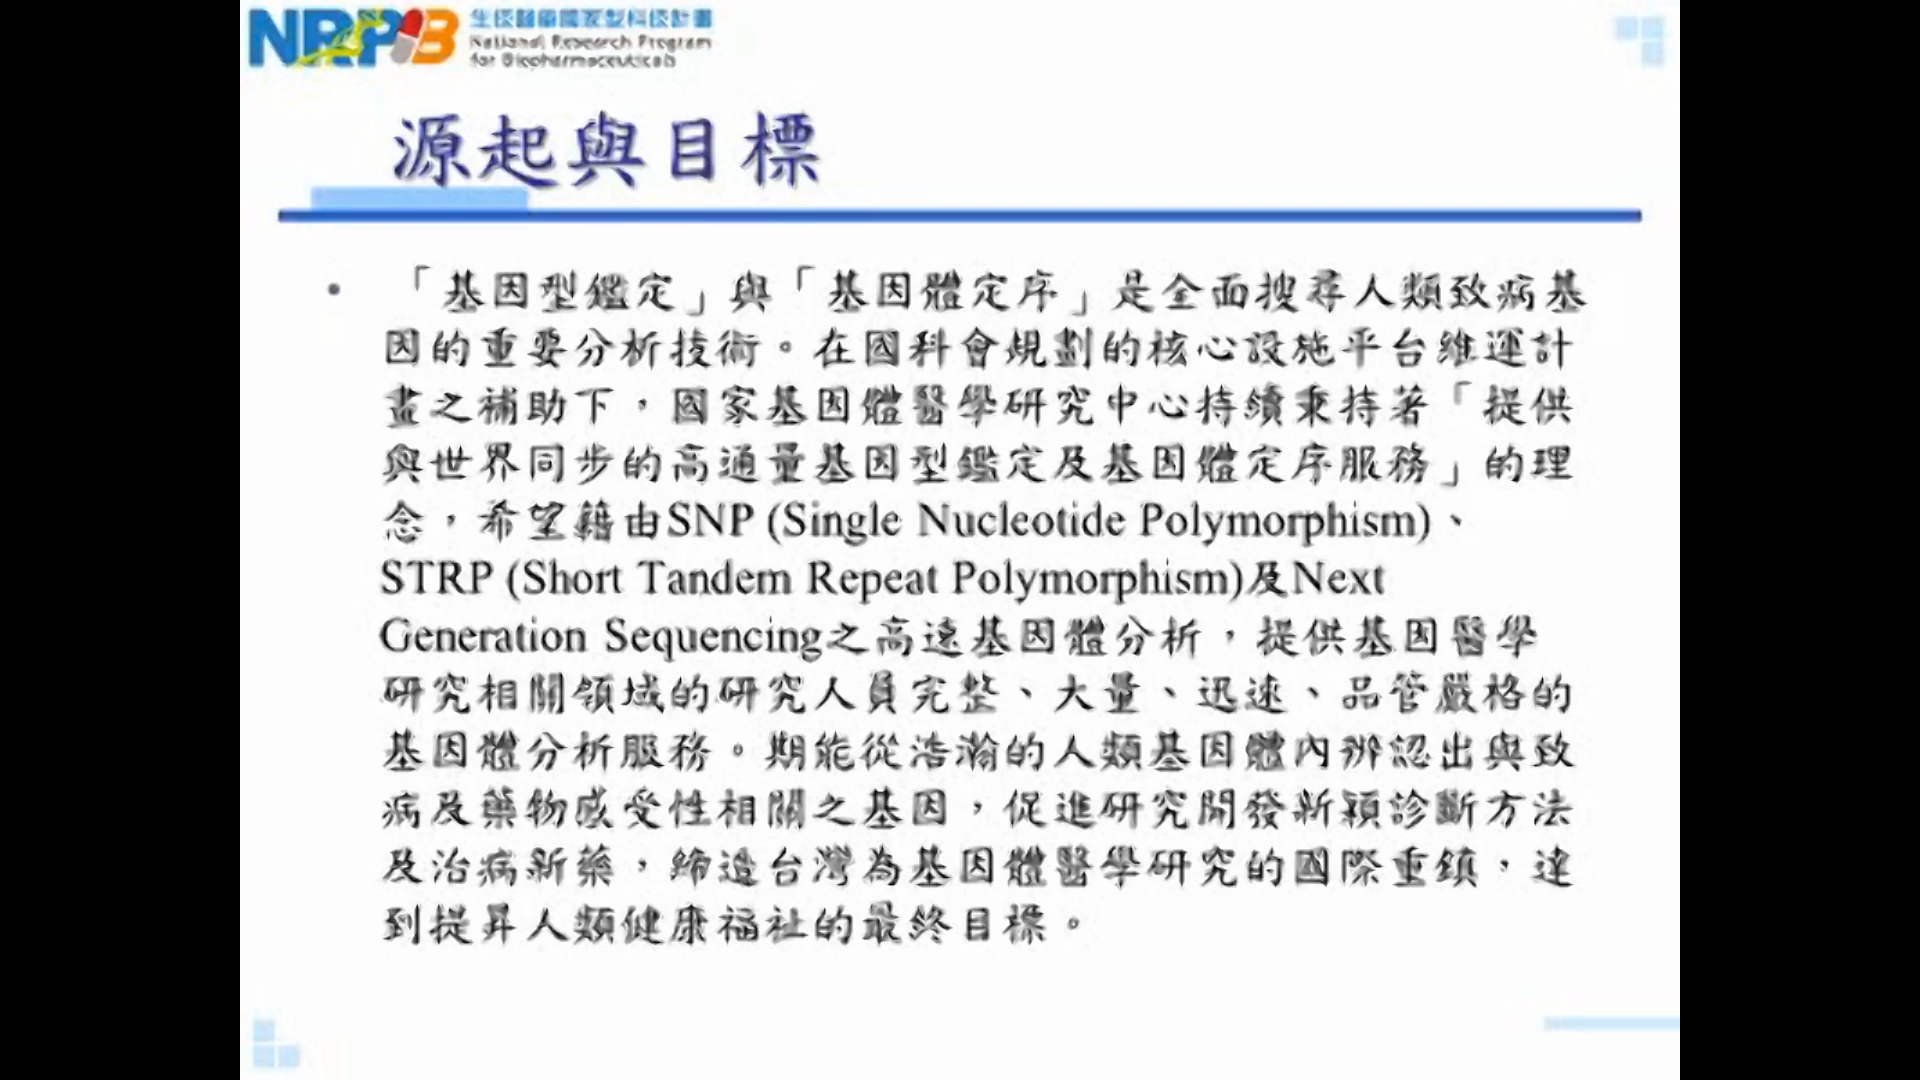 NRPB 生技醫藥國家型科技計畫
National Research Program
for Biopharmaceuticals
源起與目標
• 「基因型鑑定」與「基因體定序」是全面搜尋人類致病基
因的重要分析技術。在國科會規劃的核心設施平台維運計
畫之補助下，國家基因體醫學研究中心持續秉持著「提供
與世界同步的高通量基因型鑑定及基因體定序服務」的理
念，希望藉由SNP (Single Nucleotide Polymorphism)、
STRP (Short Tandem Repeat Polymorphism)及Next
Generation Sequencing之高速基因體分析，提供基因醫學
研究相關領域的研究人員完整、大量、迅速、品管嚴格的
基因體分析服務。期能從浩瀚的人類基因體內辨認出與致
病及藥物感受性相關之基因，促進研究開發新穎診斷方法
及治病新藥，締造台灣為基因體醫學研究的國際重鎮，達
到提昇人類健康福祉的最終目標。